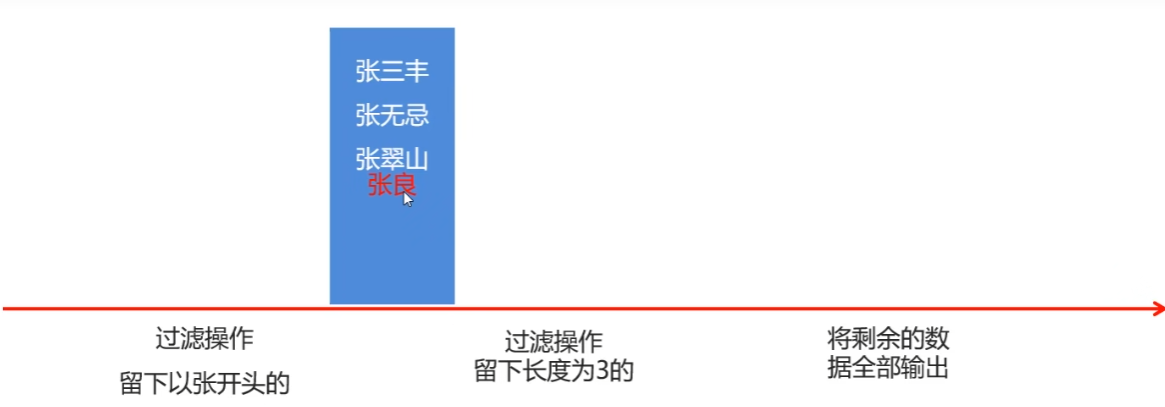 张三丰
张无忌
张翠山
张良
过滤操作
留下以张开头的
过滤操作
留下长度为3的
将剩余的数
据全部输出